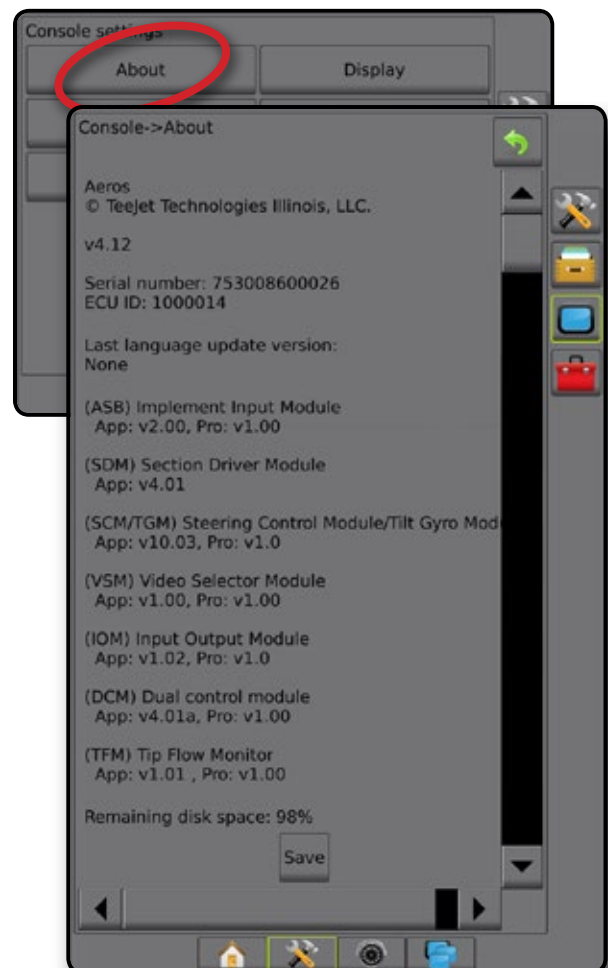 Console settings
About
Display
Console->About
Aeros
© TeeJet Technologies Illinois, LLC.
v4.12
Serial number: 753008600026
ECU ID: 1000014
Last language update version:
None
(ASB) Implement Input Module
App: v2.00, Pro: v1.00
(SDM) Section Driver Module
App: v4.01
(SCM/TGM) Steering Control Module/Tilt Gyro Mod
App: v10.03, Pro: v1.0
(VSM) Video Selector Module
App: v1.00, Pro: v1.00
(IOM) Input Output Module
App: v1.02, Pro: v1.0
(DCM) Dual control module
App: v4.01a, Pro: v1.00
(TFM) Tip Flow Monitor
App: v1.01 , Pro: v1.00
Remaining disk space: 98%
Save